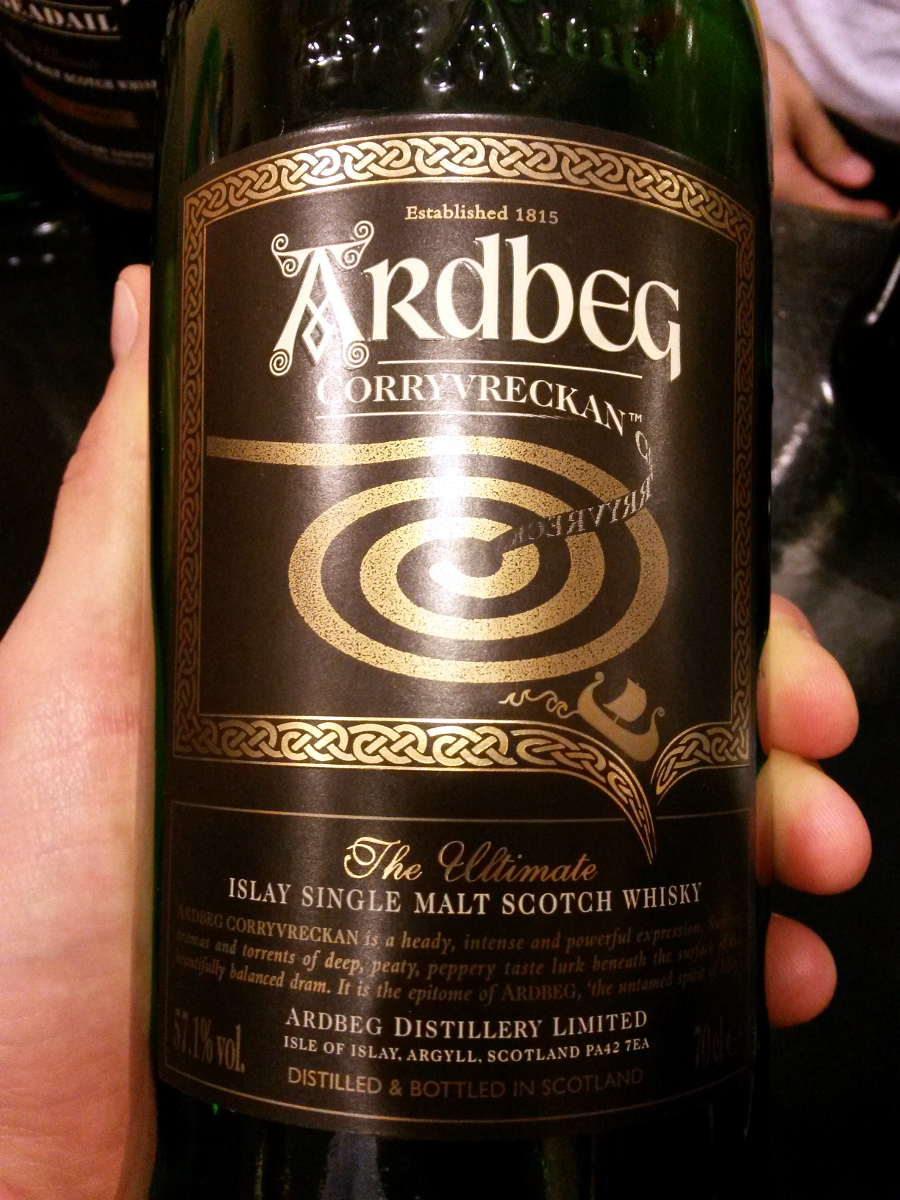 Established 1815
ARDBEG
CORRYVRECKAN™
The Ultimate
ISLAY SINGLE MALT SCOTCH WHISKY
ARDBEG CORRYVRECKAN is a heady, intense and powerful expression.
aromas and torrents of deep, peaty, peppery taste lurk beneath the surface
beautifully balanced dram. It is the epitome of ARDBEG, 'the untamed spirit of
ARDBEG DISTILLERY LIMITED
57.1% vol.
ISLE OF ISLAY, ARGYLL, SCOTLAND PA42 7EA
70cl e
DISTILLED & BOTTLED IN SCOTLAND